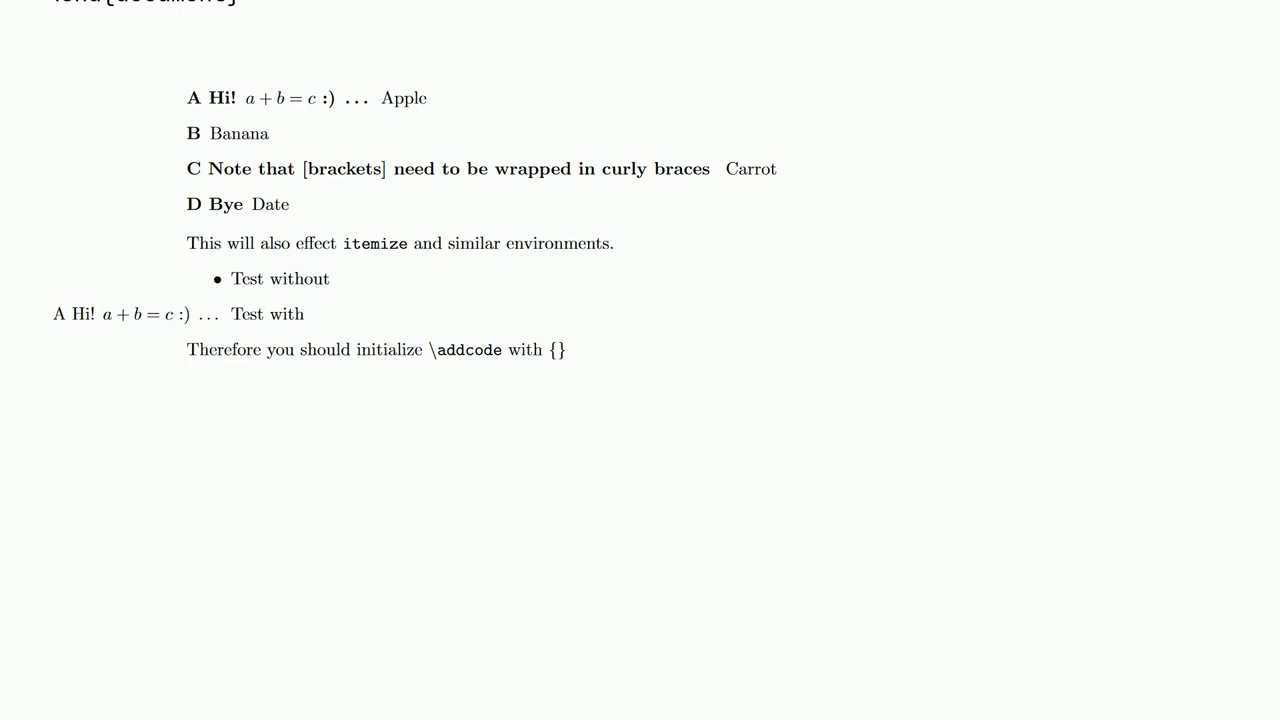 A Hi! a + b = c :) … Apple
B Banana
C Note that [brackets] need to be wrapped in curly braces Carrot
D Bye Date
This will also effect itemize and similar environments.
• Test without
A Hi! a + b = c :) … Test with
Therefore you should initialize \addcode with {}